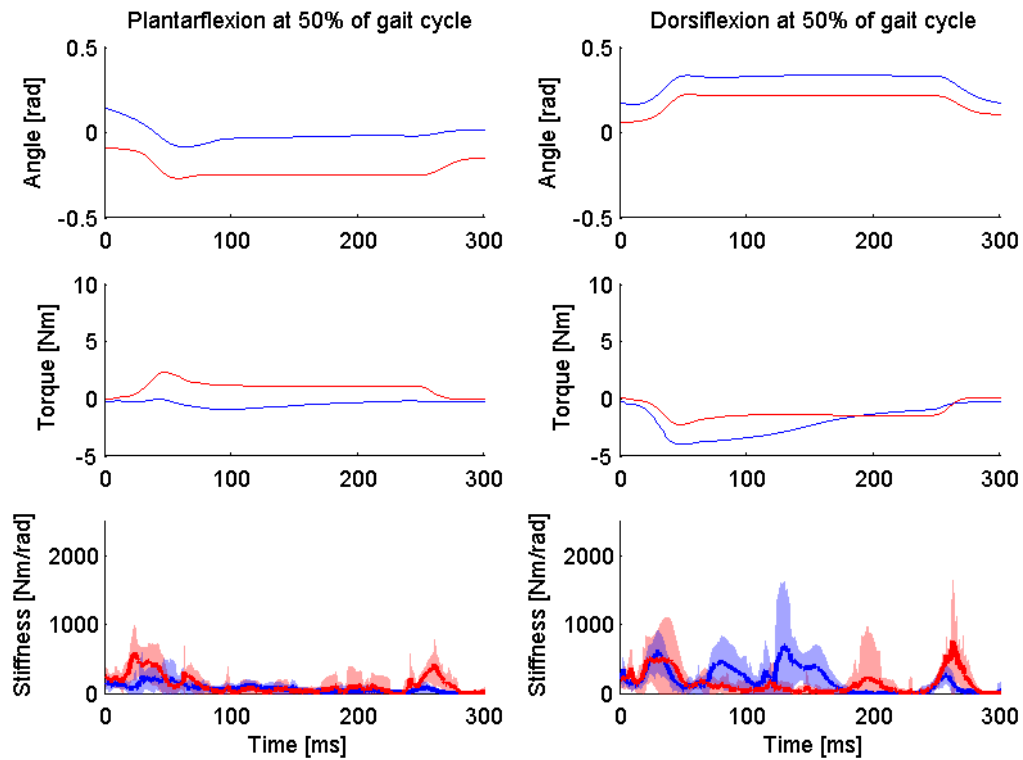 Plantarflexion at 50% of gait cycle
Dorsiflexion at 50% of gait cycle
Angle [rad]
0.5
0
-0.5
0 100 200 300
Angle [rad]
0.5
0
-0.5
0 100 200 300
Torque [Nm]
10
5
0
-5
0 100 200 300
Torque [Nm]
10
5
0
-5
0 100 200 300
Stiffness [Nm/rad]
2000
1000
0
0 100 200 300
Time [ms]
Stiffness [Nm/rad]
2000
1000
0
0 100 200 300
Time [ms]